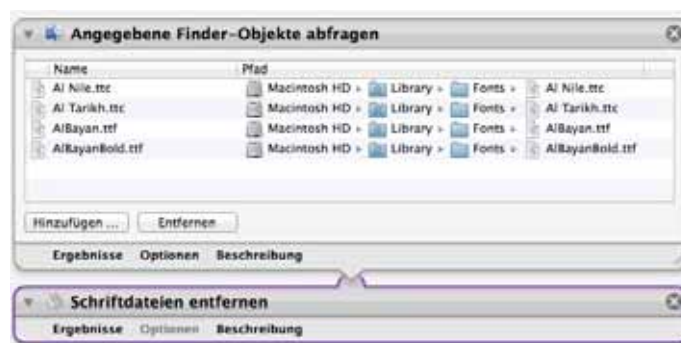 Angegebene Finder-Objekte abfragen
Name Pfad
Al Nile.ttc Macintosh HD Library Fonts Al Nile.ttc
Al Tarikh.ttc Macintosh HD Library Fonts Al Tarikh.ttc
AlBayan.ttf Macintosh HD Library Fonts AlBayan.ttf
AlBayanBold.ttf Macintosh HD Library Fonts AlBayanBold.ttf
Hinzufügen ... Entfernen
Ergebnisse Optionen Beschreibung
Schriftdateien entfernen
Ergebnisse Optionen Beschreibung